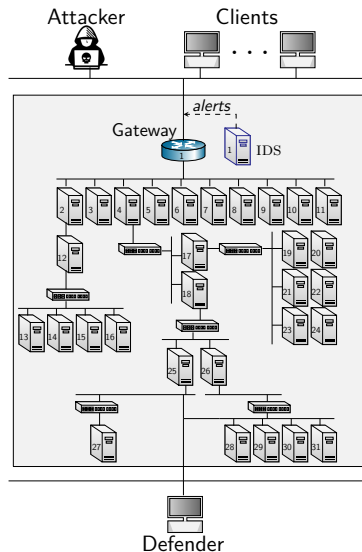 Attacker Clients
alerts
Gateway
1
1
IDS
2 3 4 5 6 7 8 9 10 11
12 17 19 20
18 21 22
13 14 15 16 23 24
25 26
27 28 29 30 31
Defender